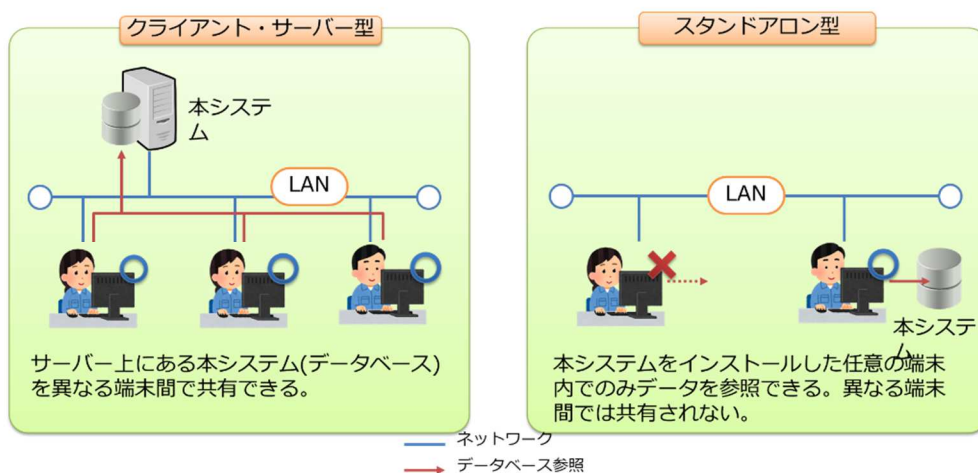 クライアント・サーバー型
本システ
ム
LAN
サーバー上にある本システム(データベース)
を異なる端末間で共有できる。
スタンドアロン型
LAN
本システ
ム
本システムをインストールした任意の端末
内でのみデータを参照できる。異なる端末
間では共有されない。
ネットワーク
データベース参照